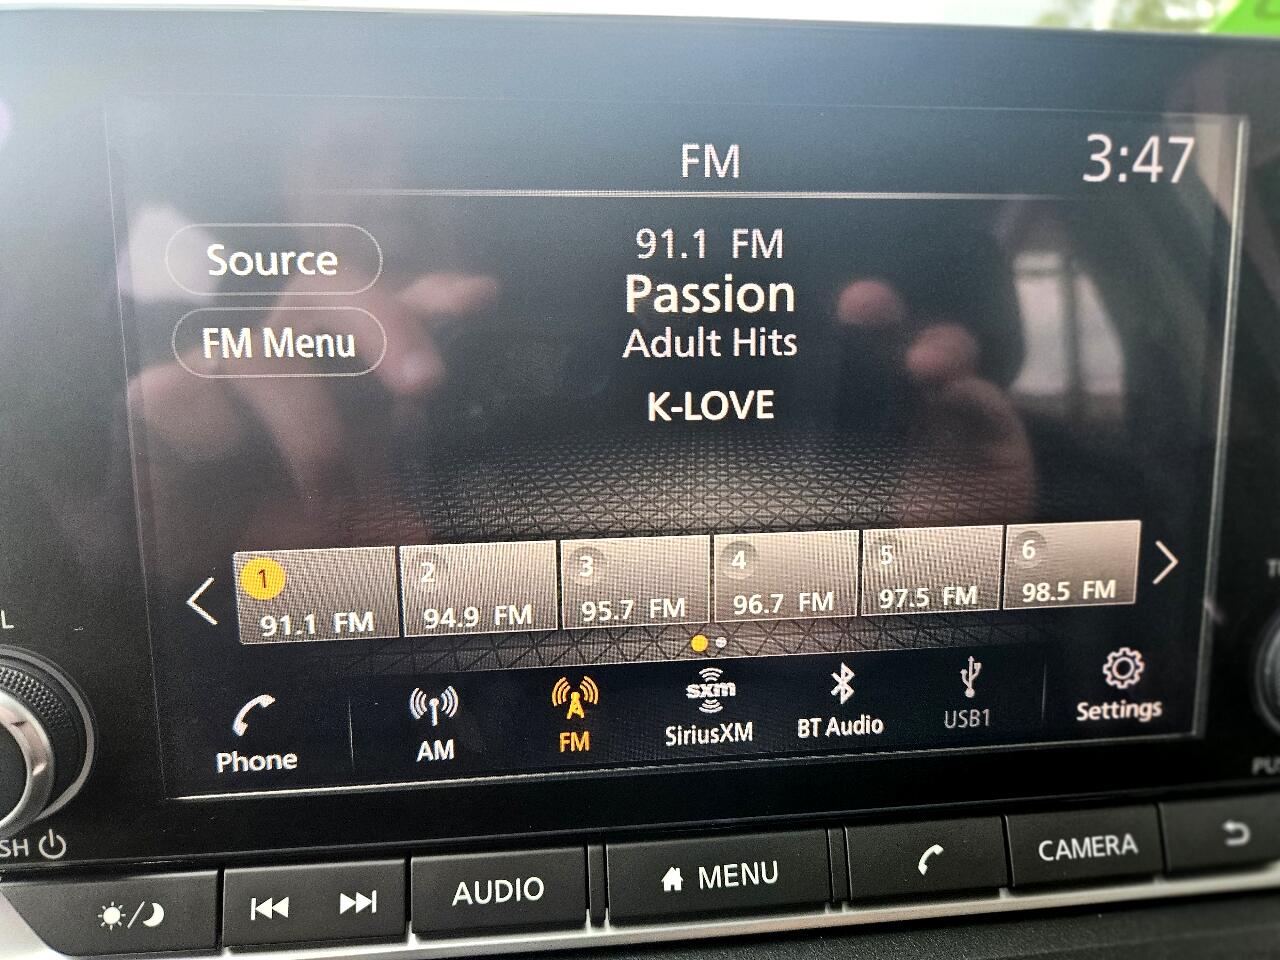 FM
3:47
Source
FM Menu
91.1 FM
Passion
Adult Hits
K-LOVE
1
91.1 FM
2
94.9 FM
3
95.7 FM
4
96.7 FM
5
97.5 FM
6
98.5 FM
Phone
AM
FM
sxm
SiriusXM
BT Audio
USB1
Settings
AUDIO
MENU
CAMERA